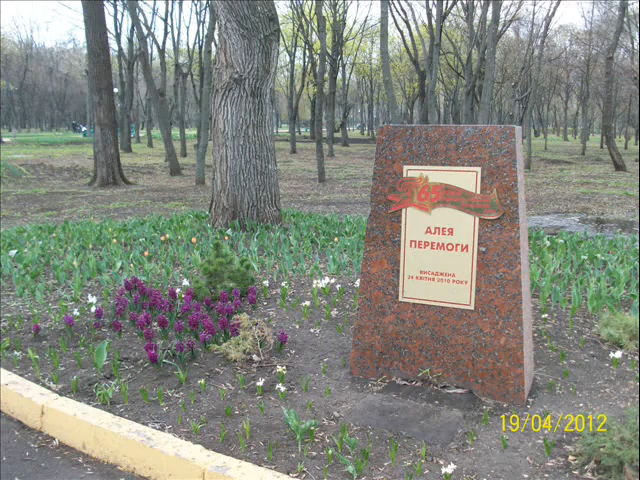 65
АЛЕЯ
ПЕРЕМОГИ
ВИСАДЖЕНА
24 КВІТНЯ 2010 РОКУ
19/04/2012